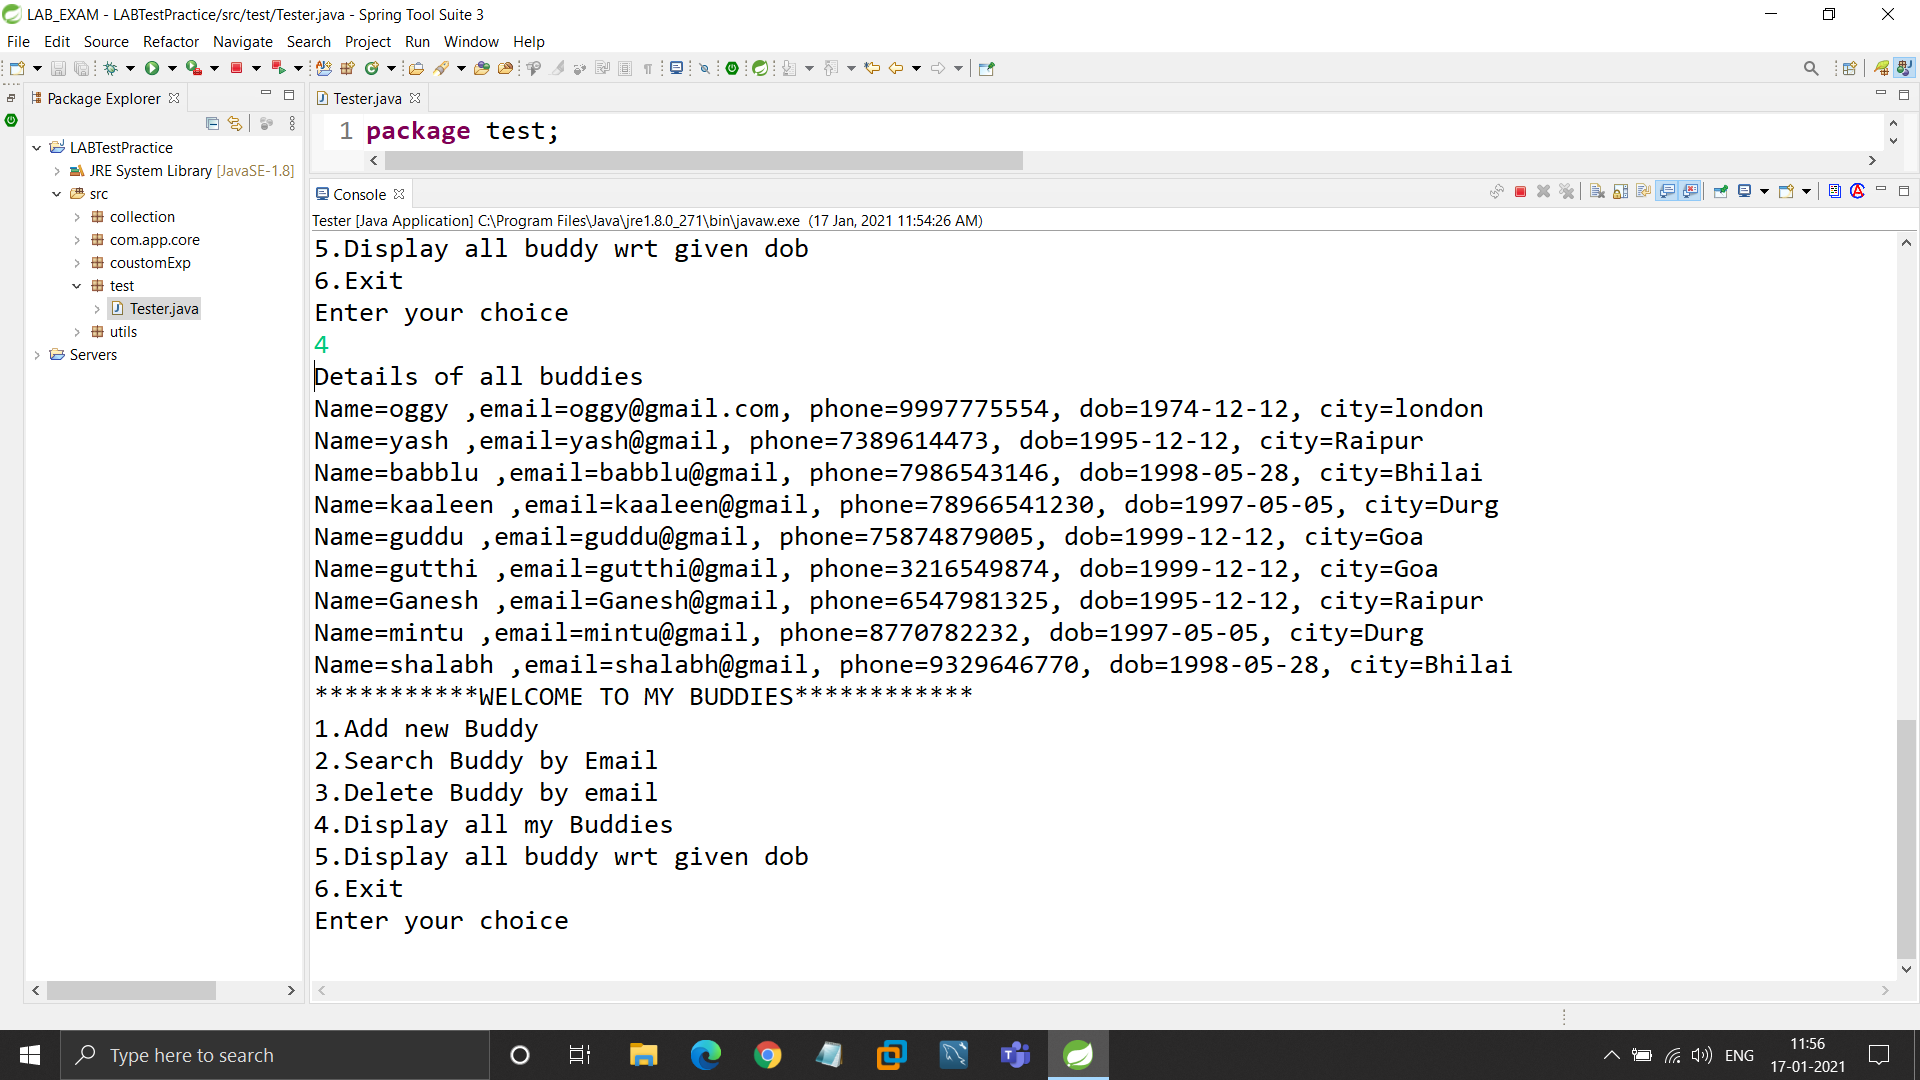 LAB_EXAM - LABTestPractice/src/test/Tester.java - Spring Tool Suite 3
File Edit Source Refactor Navigate Search Project Run Window Help
Package Explorer
LABTestPractice
JRE System Library [JavaSE-1.8]
src
collection
com.app.core
coustomExp
test
Tester.java
utils
Servers
Tester.java
1 package test;
Console
Tester [Java Application] C:\Program Files\Java\jre1.8.0_271\bin\javaw.exe (17 Jan, 2021 11:54:26 AM)
5.Display all buddy wrt given dob
6.Exit
Enter your choice
4
Details of all buddies
Name=oggy ,email=oggy@gmail.com, phone=9997775554, dob=1974-12-12, city=london
Name=yash ,email=yash@gmail, phone=7389614473, dob=1995-12-12, city=Raipur
Name=babblu ,email=babblu@gmail, phone=7986543146, dob=1998-05-28, city=Bhilai
Name=kaaleen ,email=kaaleen@gmail, phone=78966541230, dob=1997-05-05, city=Durg
Name=guddu ,email=guddu@gmail, phone=75874879005, dob=1999-12-12, city=Goa
Name=gutthi ,email=gutthi@gmail, phone=3216549874, dob=1999-12-12, city=Goa
Name=Ganesh ,email=Ganesh@gmail, phone=6547981325, dob=1995-12-12, city=Raipur
Name=mintu ,email=mintu@gmail, phone=8770782232, dob=1997-05-05, city=Durg
Name=shalabh ,email=shalabh@gmail, phone=9329646770, dob=1998-05-28, city=Bhilai
***********WELCOME TO MY BUDDIES************
1.Add new Buddy
2.Search Buddy by Email
3.Delete Buddy by email
4.Display all my Buddies
5.Display all buddy wrt given dob
6.Exit
Enter your choice
Type here to search
ENG
11:56
17-01-2021